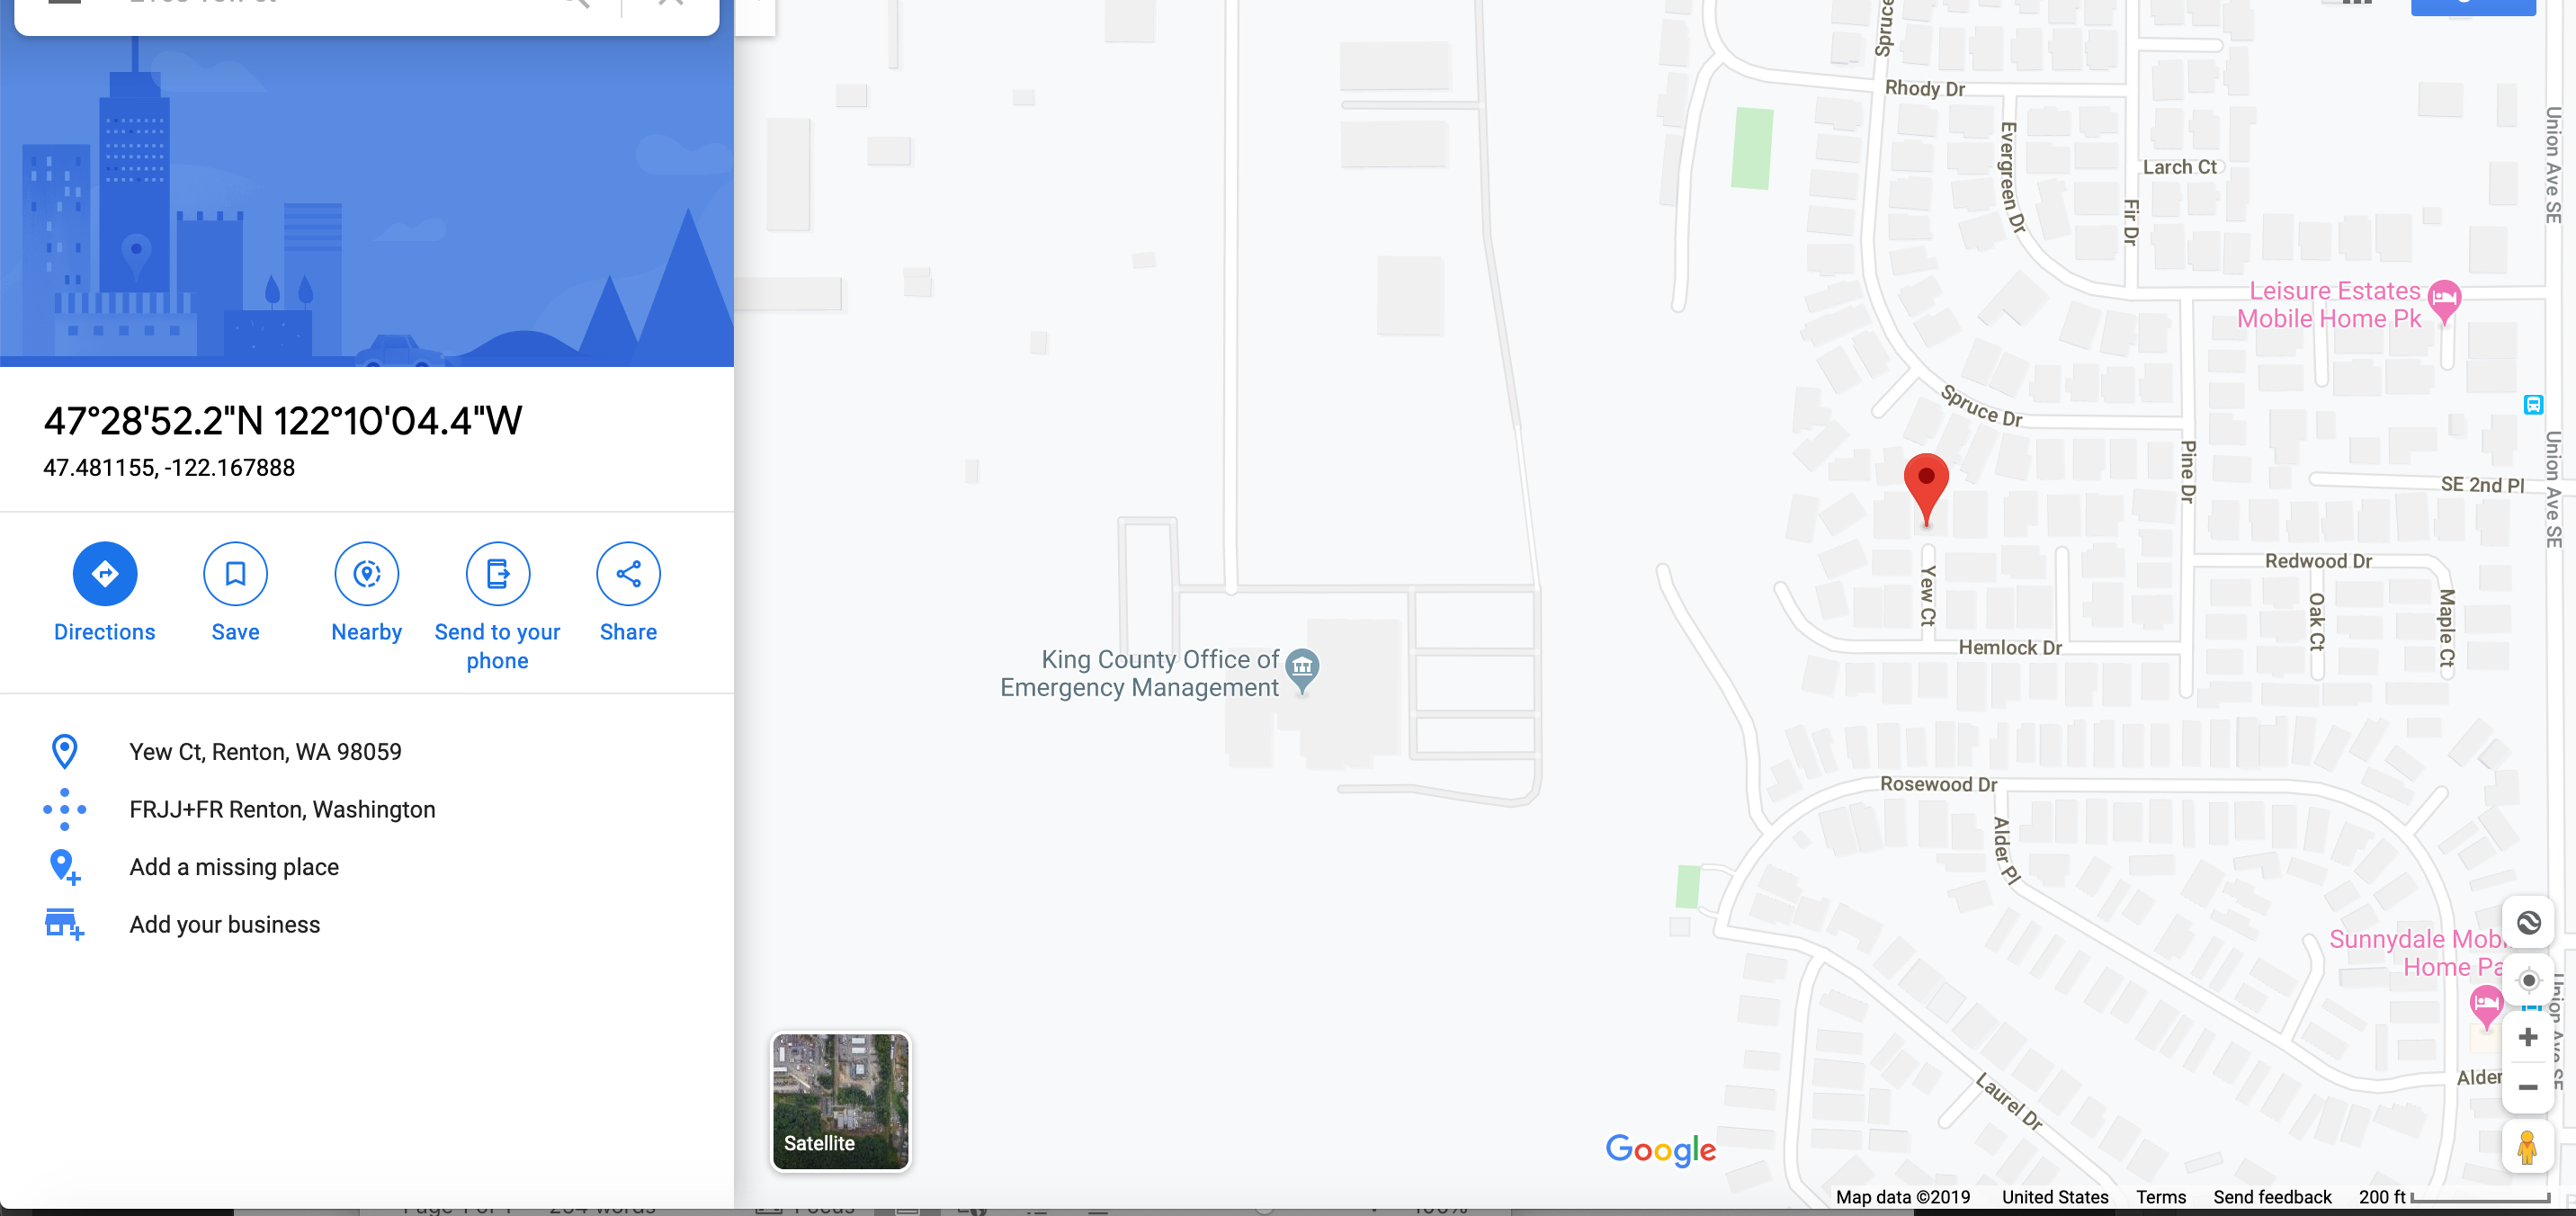 47°28'52.2"N 122°10'04.4"W
47.481155, -122.167888
Directions
Save
Nearby
Send to your
phone
Share
Yew Ct, Renton, WA 98059
FRJJ+FR Renton, Washington
Add a missing place
Add your business
Spruce
Rhody Dr
Evergreen Dr
Larch Ct
Fir Dr
Union Ave SE
Leisure Estates
Mobile Home Pk
Spruce Dr
Pine Dr
SE 2nd Pl
Union Ave SE
Redwood Dr
Yew Ct
Oak Ct
Maple Ct
Hemlock Dr
King County Office of
Emergency Management
Rosewood Dr
Alder Pl
Sunnydale Mobi
Home Pa
Union Ave SE
Alder
Laurel Dr
Satellite
Google
Map data ©2019
United States
Terms
Send feedback
200 ft